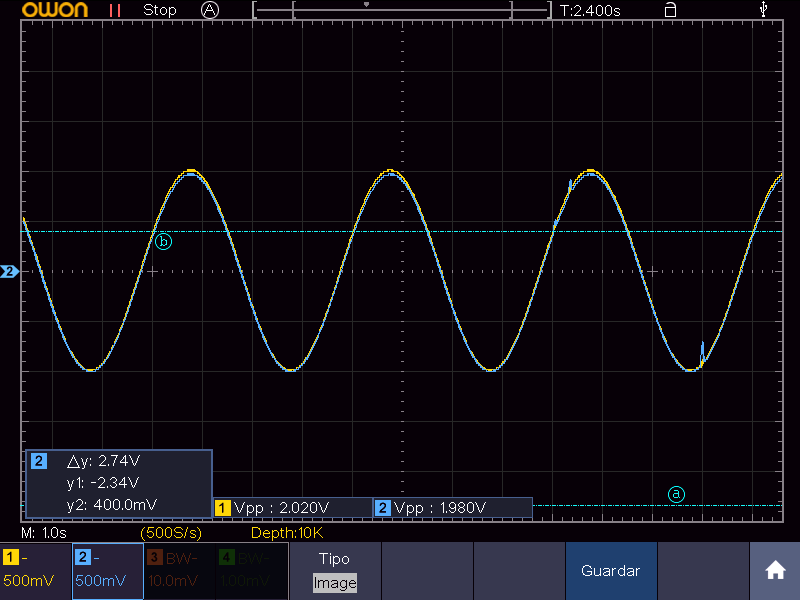 owon Stop A T:2.400s
b
2
2 △y: 2.74V
y1: -2.34V
y2: 400.0mV
a
1 Vpp : 2.020V 2 Vpp : 1.980V
M: 1.0s (500S/s) Depth:10K
1 - 2 - 3 BW- 4 BW- Tipo
500mV 500mV 10.0mV 1.00mV Image
Guardar